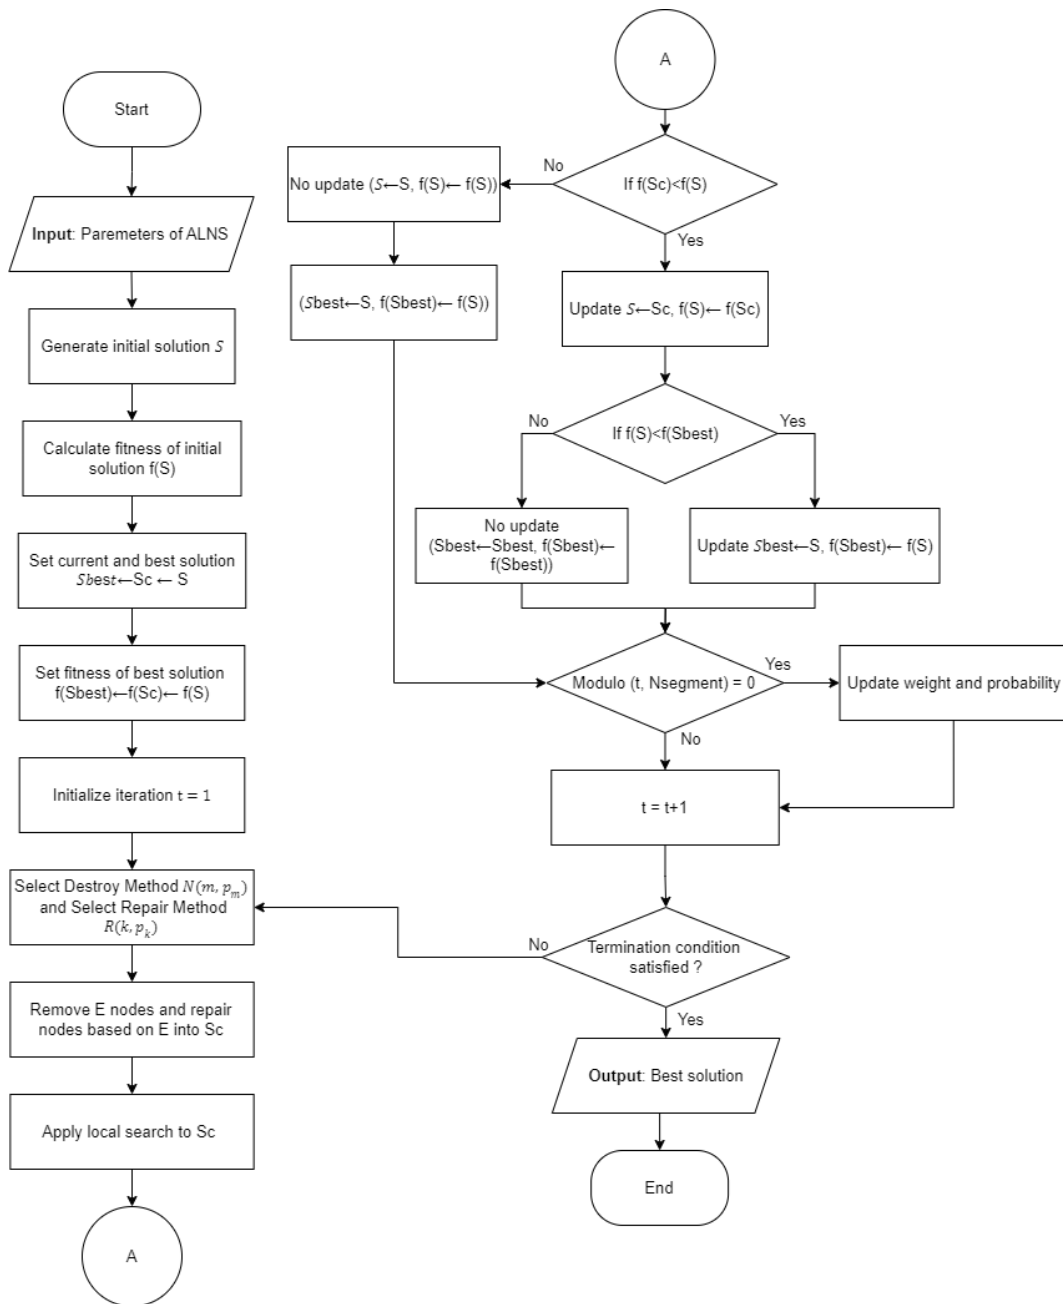 Start
Input: Paremeters of ALNS
Generate initial solution S
Calculate fitness of initial
solution f(S)
Set current and best solution
Sbest←Sc ← S
Set fitness of best solution
f(Sbest)←f(Sc)← f(S)
Initialize iteration t = 1
Select Destroy Method N(m, pₘ)
and Select Repair Method
R(k, pₖ)
Remove E nodes and repair
nodes based on E into Sc
Apply local search to Sc
A
A
If f(Sc)<f(S)
No
Yes
No update (S←S, f(S)← f(S))
(Sbest←S, f(Sbest)← f(S))
Update S←Sc, f(S)← f(Sc)
If f(S)<f(Sbest)
No
Yes
No update
(Sbest←Sbest, f(Sbest)←
f(Sbest))
Update Sbest←S, f(Sbest)← f(S)
Modulo (t, Nsegment) = 0
Yes
No
Update weight and probability
t = t+1
Termination condition
satisfied ?
No
Yes
Output: Best solution
End